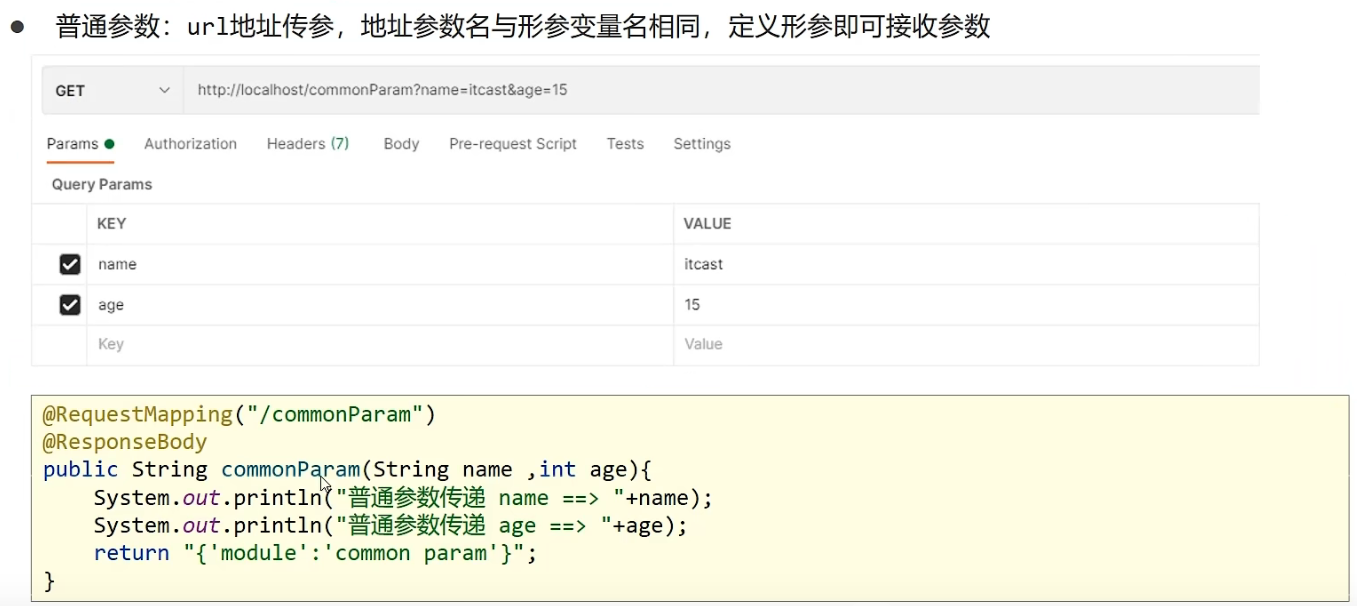 ● 普通参数：url地址传参，地址参数名与形参变量名相同，定义形参即可接收参数
GET http://localhost/commonParam?name=itcast&age=15
Params Authorization Headers (7) Body Pre-request Script Tests Settings
Query Params
KEY VALUE
name itcast
age 15
Key Value
@RequestMapping("/commonParam")
@ResponseBody
public String commonParam(String name ,int age){
    System.out.println("普通参数传递 name ==> "+name);
    System.out.println("普通参数传递 age ==> "+age);
    return "{'module':'common param'}";
}